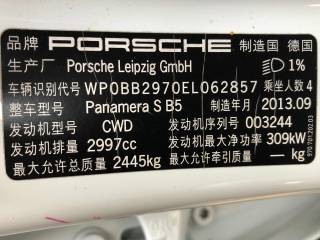 品牌 PORSCHE 制造国 德国
生产厂 Porsche Leipzig GmbH 1%
车辆识别代号 WP0BB2970EL062857 乘坐人数 4
整车型号 Panamera S B5 制造年月 2013.09
发动机型号 CWD 发动机序列号 003244
发动机排量 2997cc 发动机最大净功率 309kW
最大允许总质量 2445kg 最大允许牵引质量 — kg
970.701.202.03